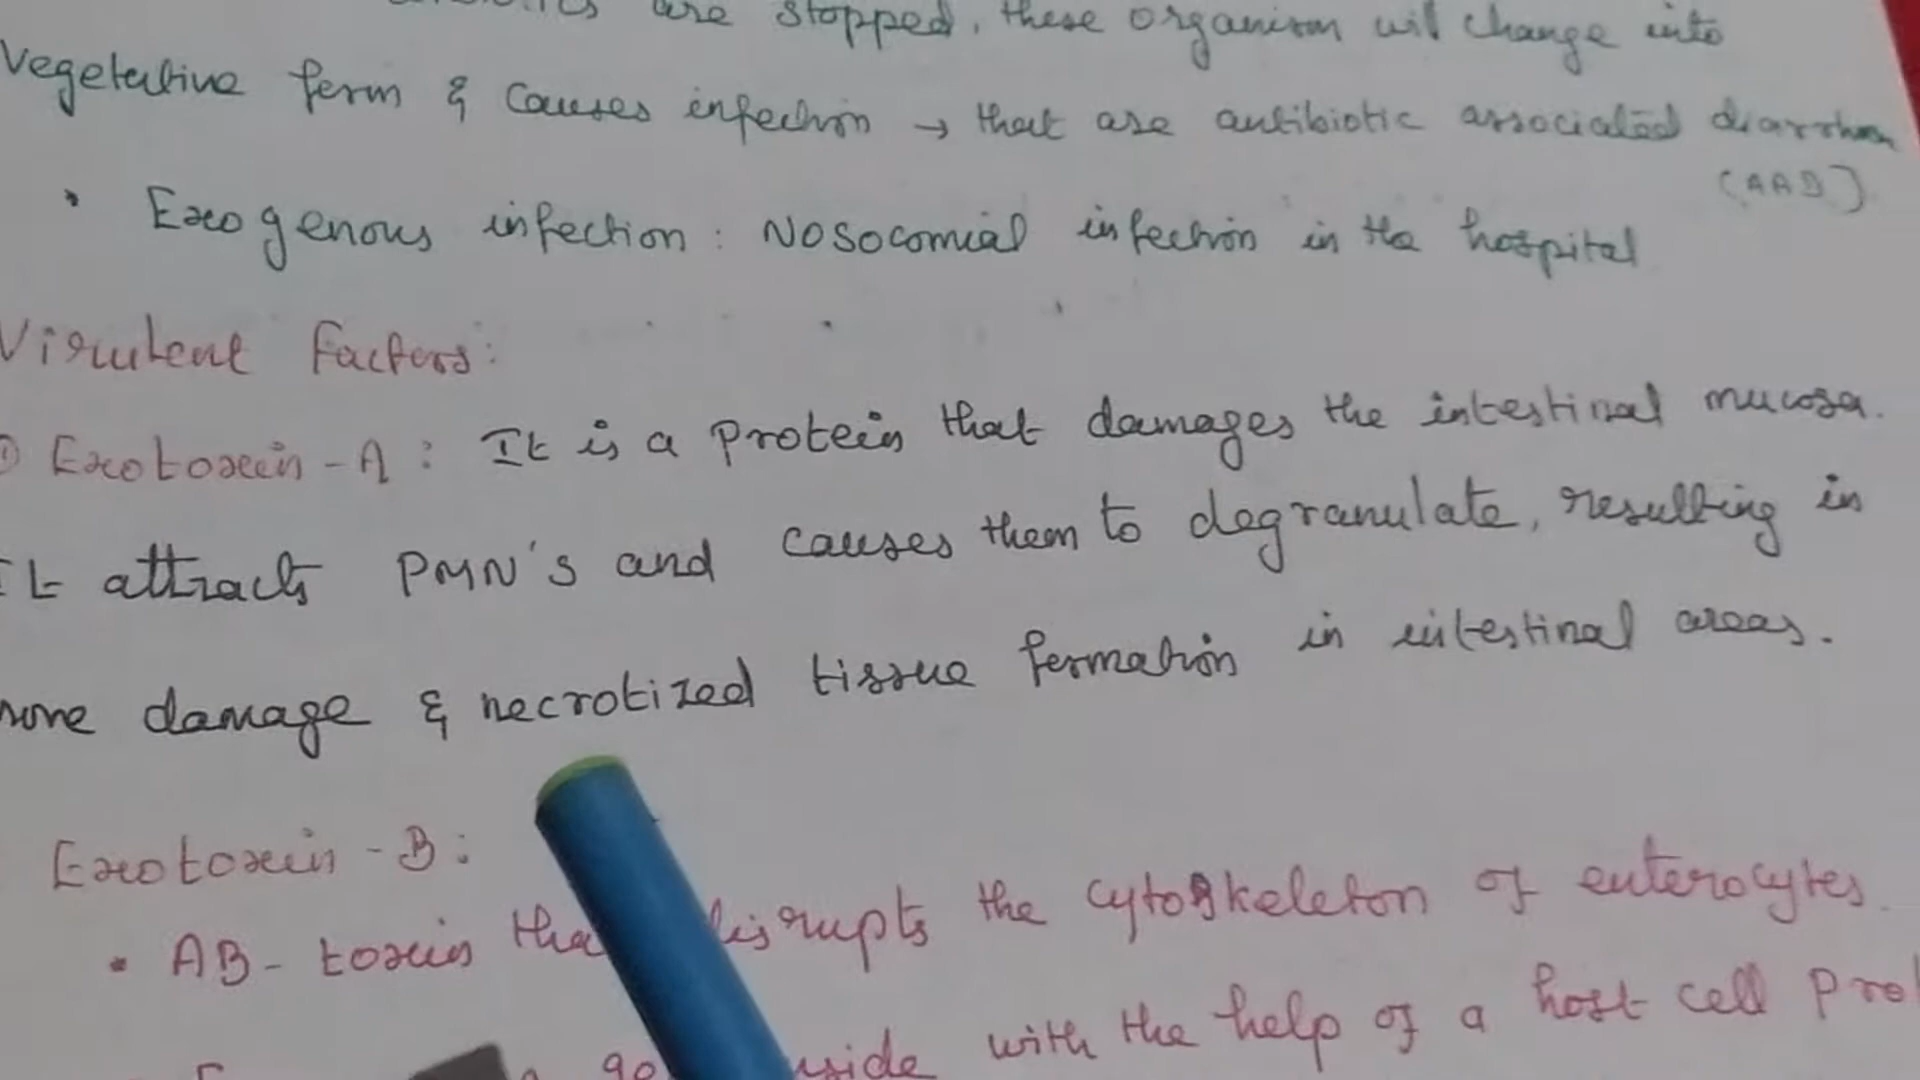 are stopped, these organism will change into
Vegetative form & causes infection → that are antibiotic associated diarrhea
(AAD)
• Exogenous infection : Nosocomial infection in the hospital
Virulent Factors:
① Exotoxin-A : It is a protein that damages the intestinal mucosa.
It attracts PMN's and causes them to degranulate, resulting in
more damage & necrotized tissue formation in intestinal areas.
Exotoxin-B :
• AB-toxin disrupts the cytoskeleton of enterocytes.
with the help of a host cell